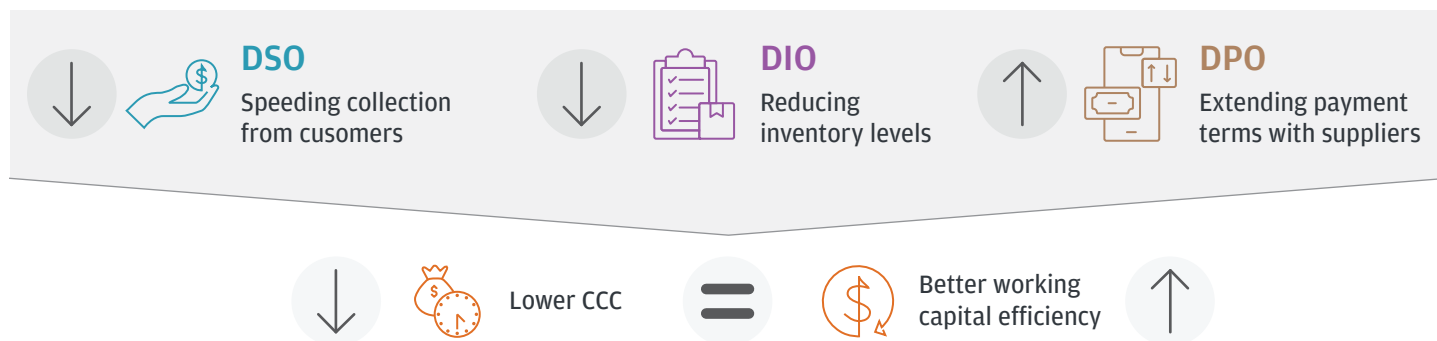 DSO
Speeding collection
from cusomers
DIO
Reducing
inventory levels
DPO
Extending payment
terms with suppliers
Lower CCC
Better working
capital efficiency